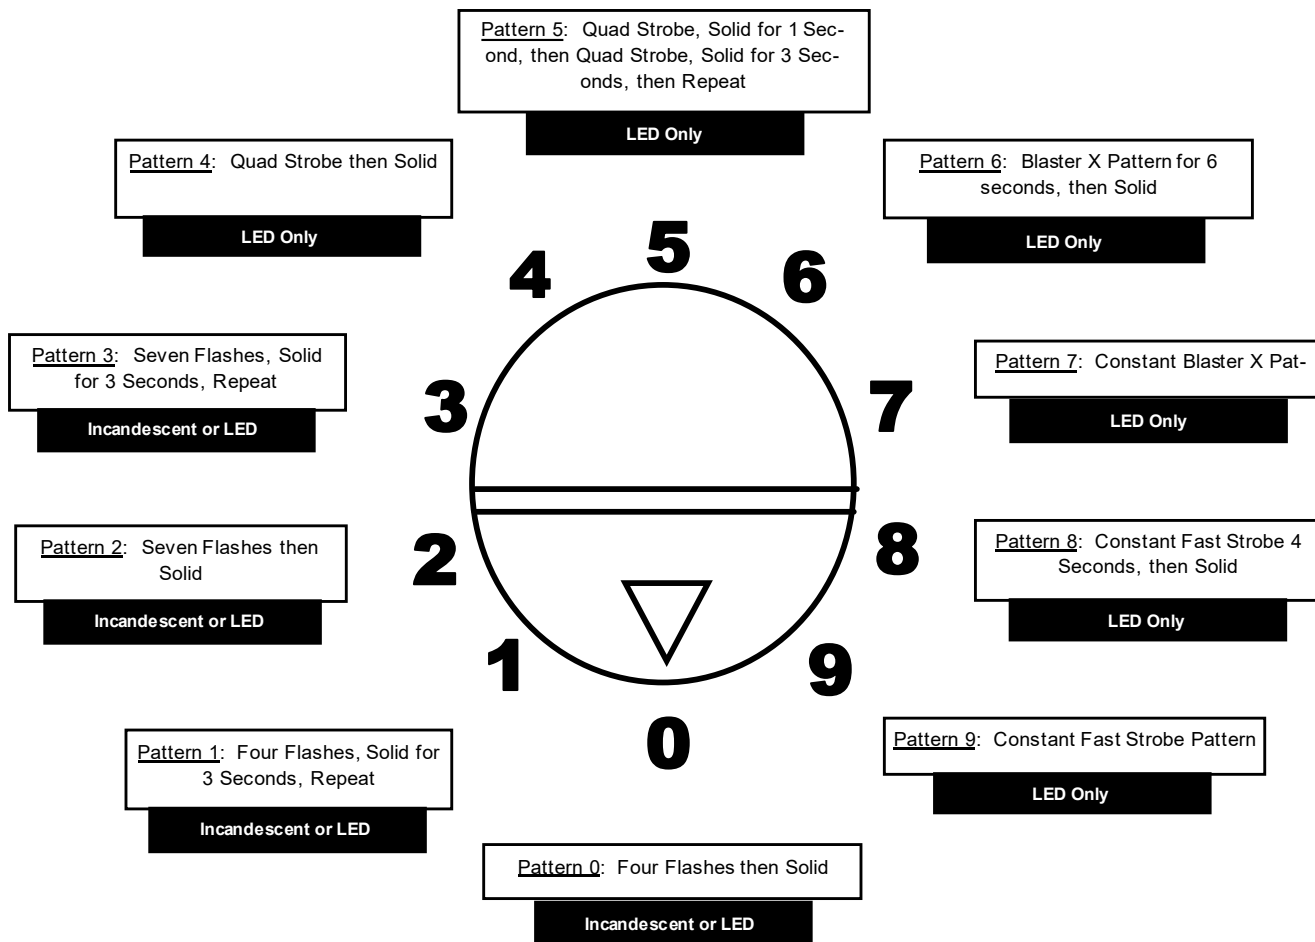 Pattern 5: Quad Strobe, Solid for 1 Sec-
ond, then Quad Strobe, Solid for 3 Sec-
onds, then Repeat
LED Only
Pattern 4: Quad Strobe then Solid
LED Only
Pattern 6: Blaster X Pattern for 6
seconds, then Solid
LED Only
5
4
6
Pattern 3: Seven Flashes, Solid
for 3 Seconds, Repeat
Incandescent or LED
3
7
Pattern 7: Constant Blaster X Pat-
LED Only
Pattern 2: Seven Flashes then
Solid
Incandescent or LED
2
8
Pattern 8: Constant Fast Strobe 4
Seconds, then Solid
LED Only
1
9
0
Pattern 1: Four Flashes, Solid for
3 Seconds, Repeat
Incandescent or LED
Pattern 9: Constant Fast Strobe Pattern
LED Only
Pattern 0: Four Flashes then Solid
Incandescent or LED